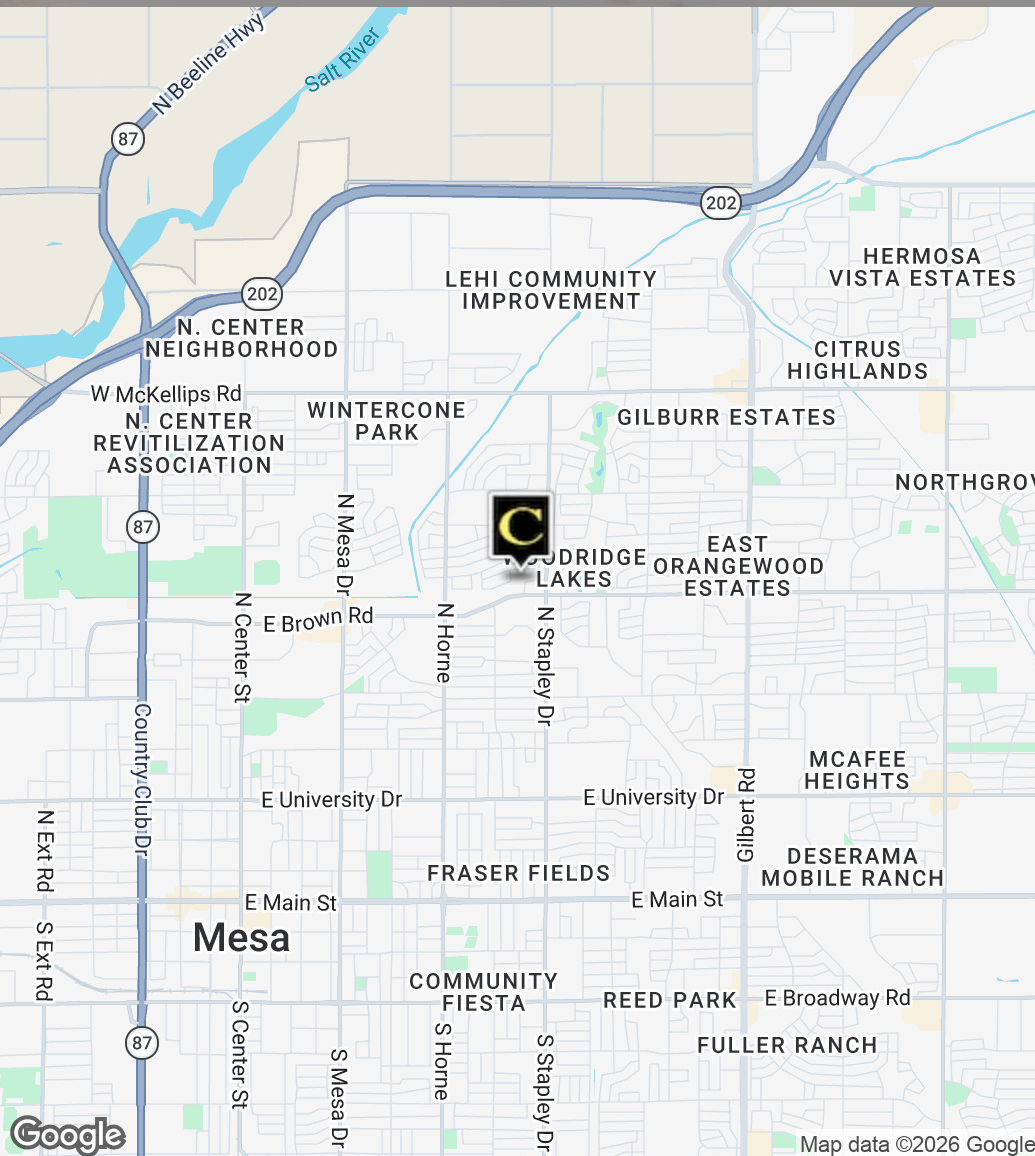 N Beeline Hwy
Salt River
87
202
HERMOSA
VISTA ESTATES
LEHI COMMUNITY
IMPROVEMENT
202
N. CENTER
NEIGHBORHOOD
CITRUS
HIGHLANDS
W McKellips Rd
WINTERCONE
PARK
GILBURR ESTATES
N. CENTER
REVITILIZATION
ASSOCIATION
NORTHGROV
87
N Mesa Dr
C
EAST
ORANGEWOOD
ESTATES
LAKES
N Center St
E Brown Rd
N Horne
N Stapley Dr
Country Club Dr
MCAFEE
HEIGHTS
E University Dr
E University Dr
Gilbert Rd
N Ext Rd
DESERAMA
MOBILE RANCH
FRASER FIELDS
E Main St
E Main St
Mesa
S Ext Rd
COMMUNITY
FIESTA
REED PARK
E Broadway Rd
S Center St
87
S Mesa Dr
S Horne
S Stapley Dr
FULLER RANCH
Google
Map data ©2026 Google